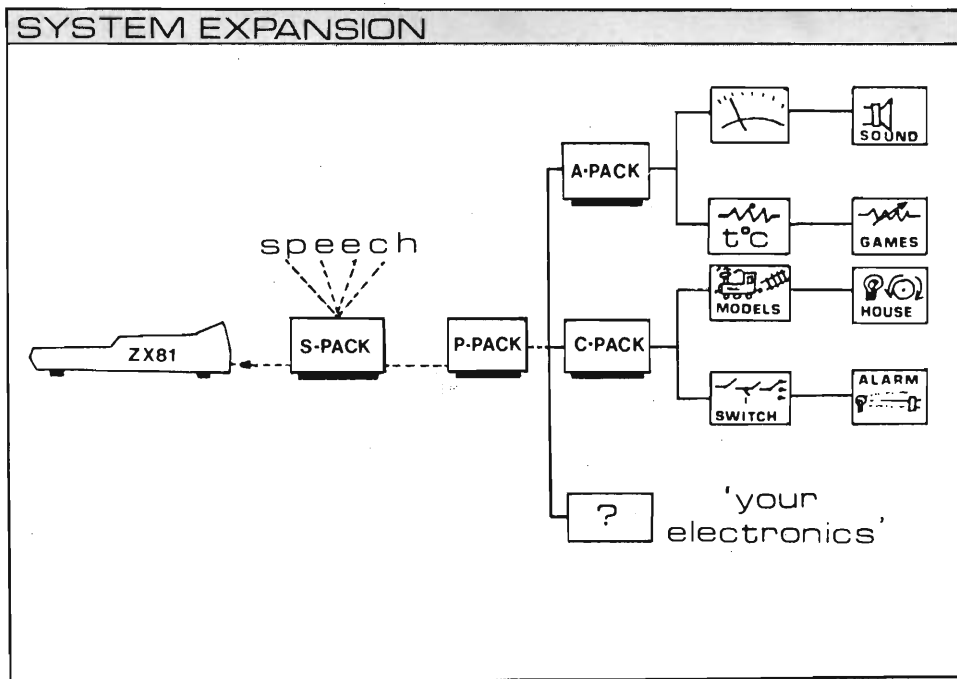 SYSTEM EXPANSION
SOUND
A·PACK
speech
t°C
GAMES
MODELS
HOUSE
ZX81
S-PACK
P-PACK
C·PACK
SWITCH
ALARM
?
'your
electronics'